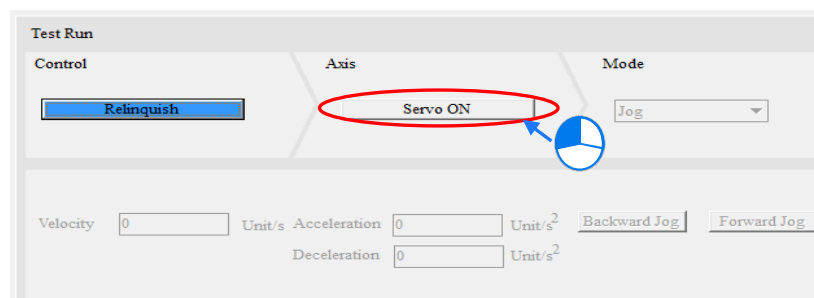 Test Run
Control Axis Mode
Relinquish Servo ON Jog
Velocity 0 Unit/s Acceleration 0 Unit/s² Backward Jog Forward Jog
Deceleration 0 Unit/s²